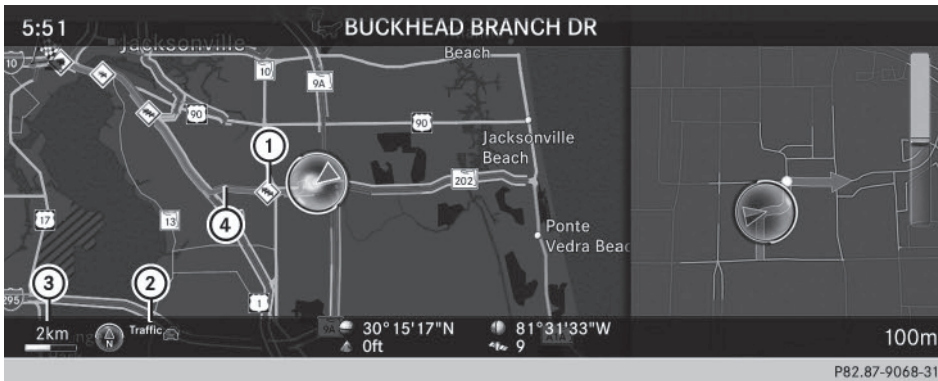 5:51
BUCKHEAD BRANCH DR
Jacksonville
Beach
10
10
9A
90
90
Jacksonville
Beach
1
202
4
17
13
Ponte
Vedra Beac
3
2
295
1
2km
N
Traffic
9A
30°15'17"N
81°31'33"W
A1A
0ft
9
100m
P82.87-9068-31